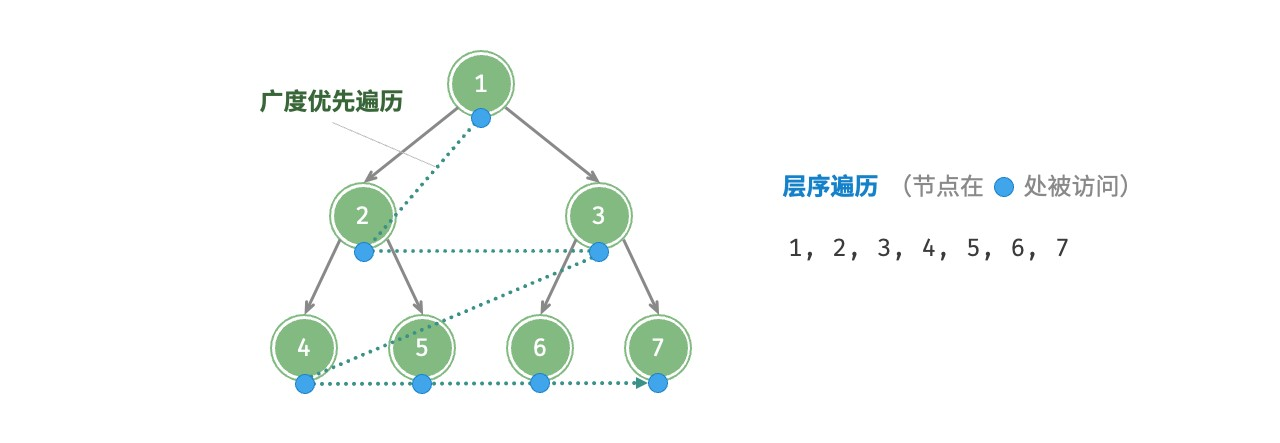 1
广度优先遍历
层序遍历 (节点在 处被访问)
2 3
1, 2, 3, 4, 5, 6, 7
4 5 6 7